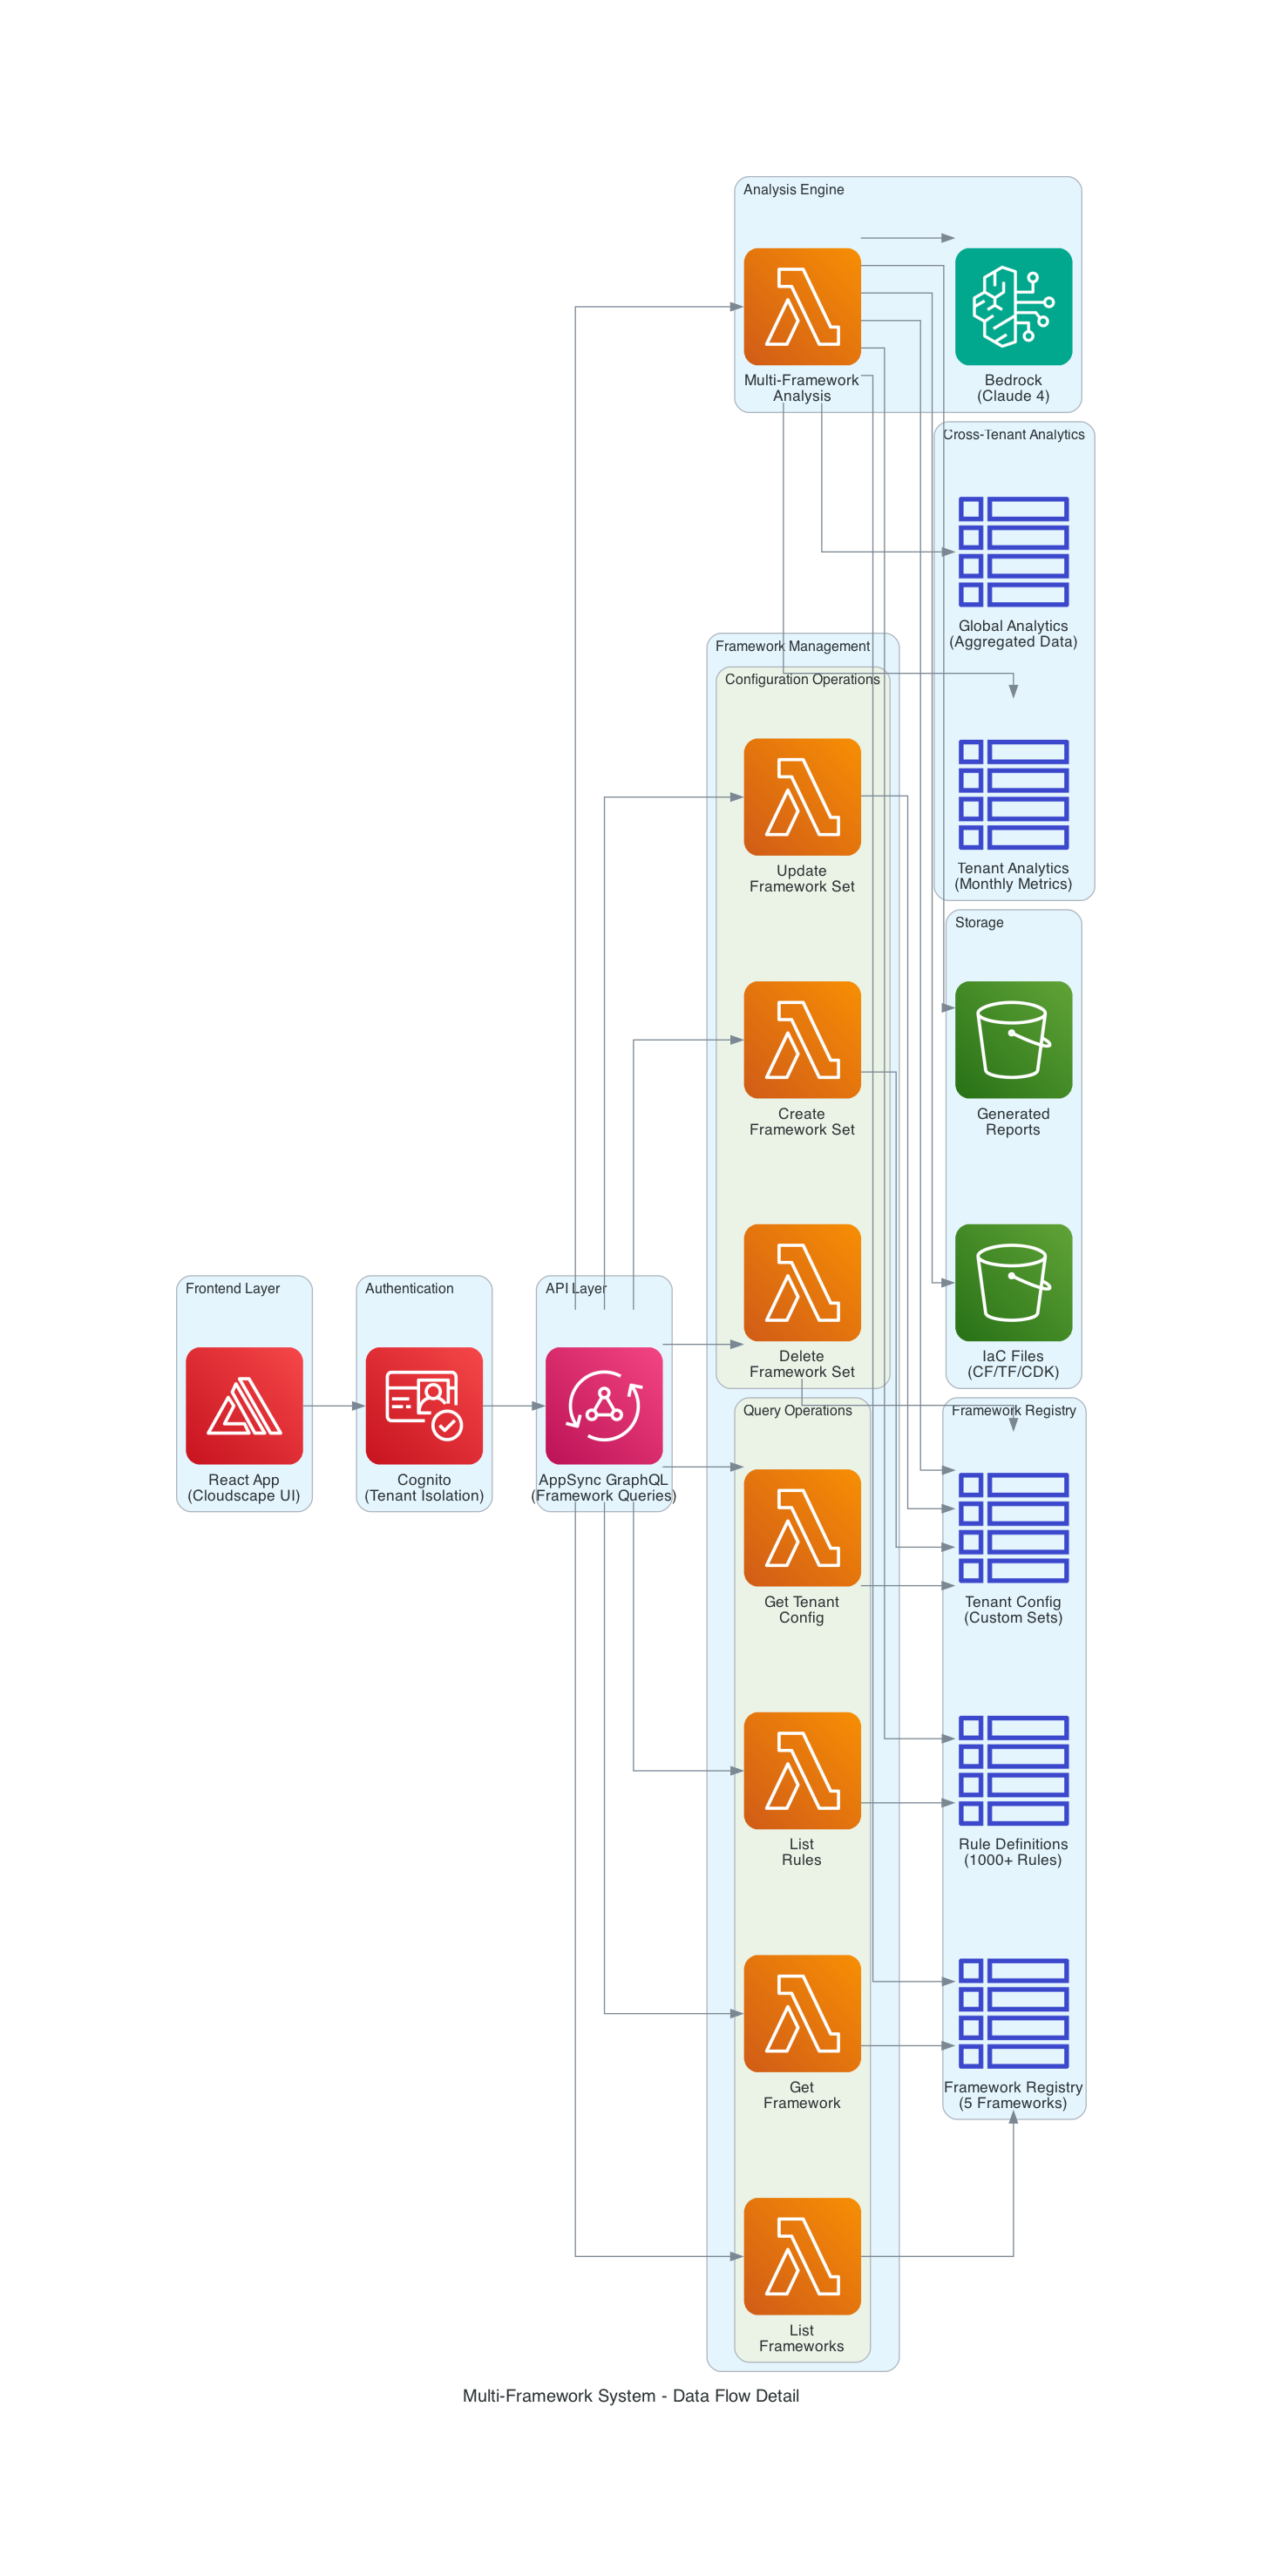 Analysis Engine
Multi-Framework
Analysis
Bedrock
(Claude 4)
Cross-Tenant Analytics
Global Analytics
(Aggregated Data)
Tenant Analytics
(Monthly Metrics)
Framework Management
Configuration Operations
Update
Framework Set
Create
Framework Set
Delete
Framework Set
Storage
Generated
Reports
IaC Files
(CF/TF/CDK)
Frontend Layer
React App
(Cloudscape UI)
Authentication
Cognito
(Tenant Isolation)
API Layer
AppSync GraphQL
(Framework Queries)
Query Operations
Get Tenant
Config
List
Rules
Get
Framework
List
Frameworks
Framework Registry
Tenant Config
(Custom Sets)
Rule Definitions
(1000+ Rules)
Framework Registry
(5 Frameworks)
Multi-Framework System - Data Flow Detail